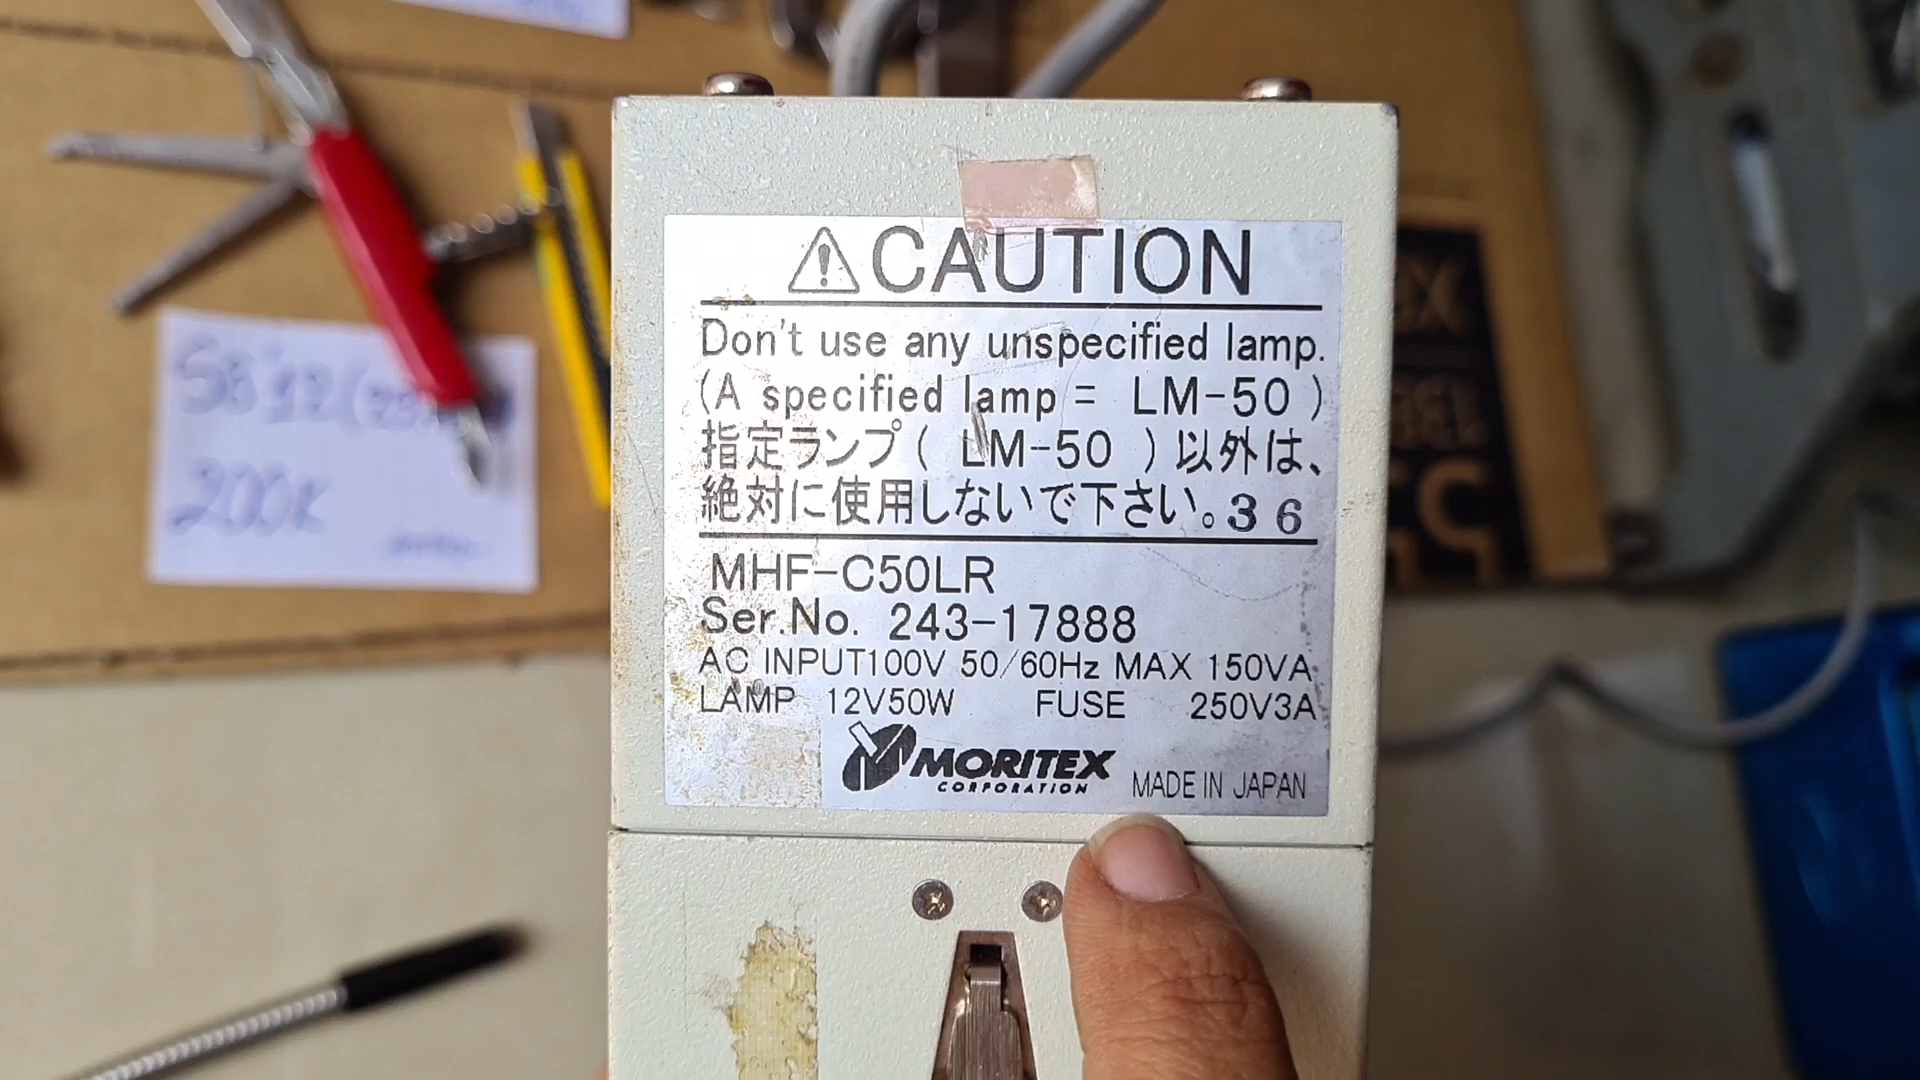 CAUTION
Don't use any unspecified lamp.
(A specified lamp = LM-50 )
指定ランプ ( LM-50 ) 以外は、
絶対に使用しないで下さい。36
MHF-C50LR
Ser.No. 243-17888
AC INPUT100V 50/60Hz MAX 150VA
LAMP 12V50W FUSE 250V3A
MORITEX
CORPORATION
MADE IN JAPAN
200K